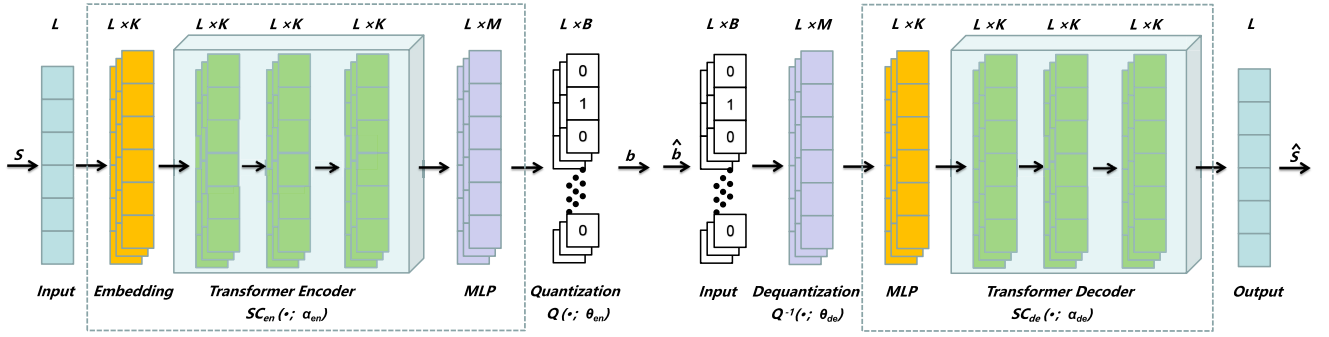 L L ×K L ×K L ×K L ×K L ×M L ×B L ×B L ×M L ×K L ×K L ×K L ×K L
0 0
1 1
0 0
s b b̂ ŝ
0 0
Input Embedding Transformer Encoder MLP Quantization Input Dequantization MLP Transformer Decoder Output
SCen (•; αen) Q (•; θen) Q⁻¹(•; θde) SCde (•; αde)